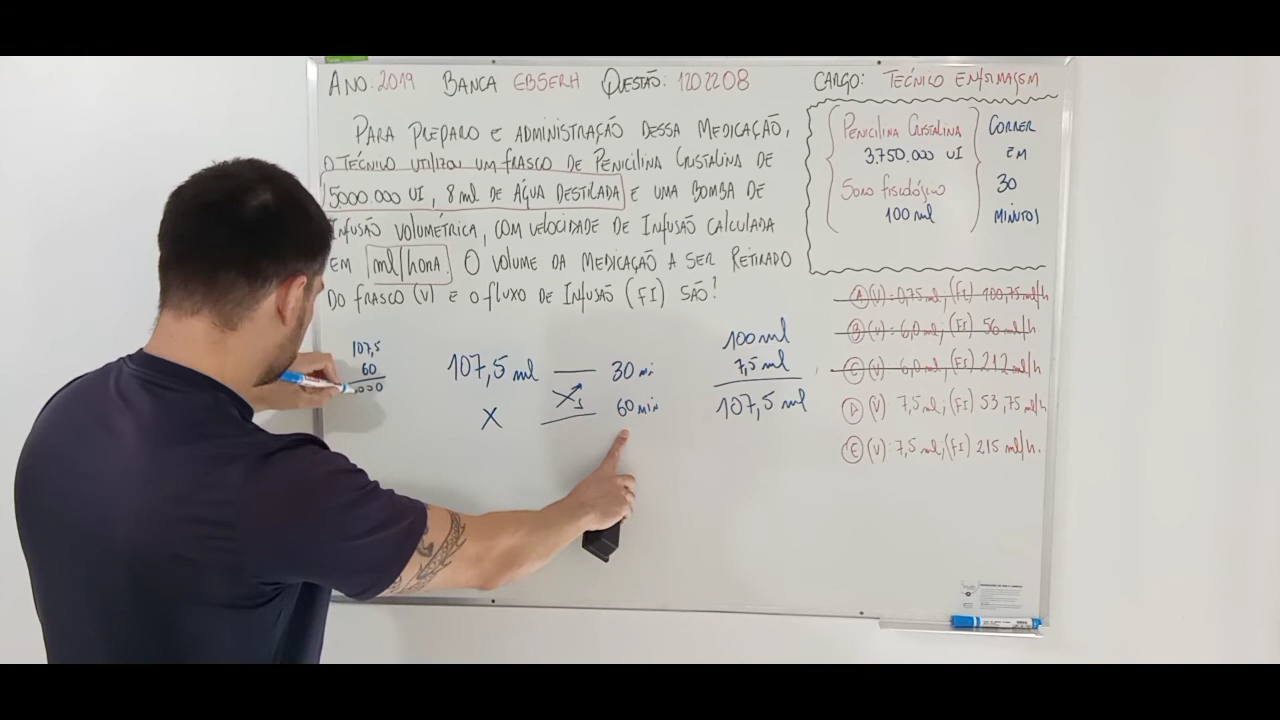 ANO: 2019 BANCA EBSERH QUESTÃO: 1202208 CARGO: TÉCNICO ENFERMAGEM
PARA PREPARO E ADMINISTRAÇÃO DESSA MEDICAÇÃO,
O TÉCNICO UTILIZOU UM FRASCO DE PENICILINA CRISTALINA DE
5000.000 UI, 8 ml DE ÁGUA DESTILADA E UMA BOMBA DE
INFUSÃO VOLUMÉTRICA, COM VELOCIDADE DE INFUSÃO CALCULADA
EM ml/HORA. O VOLUME DA MEDICAÇÃO A SER RETIRADO
DO FRASCO (V) E O FLUXO DE INFUSÃO (FI) SÃO?
PENICILINA CRISTALINA
3.750.000 UI
SORO FISIOLÓGICO
100 ml
CORRER
EM
30
MINUTOS
A (V) = 0,75 ml; (FI) 100,75 ml/h
B (V) = 6,0 ml; (FI) 56 ml/h
C (V) = 6,0 ml; (FI) 212 ml/h
D (V) 7,5 ml; (FI) 53,75 ml/h
E (V): 7,5 ml; (FI) 215 ml/h.
107,5
60
000
107,5 ml — 30 mi
X 60 min
100 ml
7,5 ml
107,5 ml